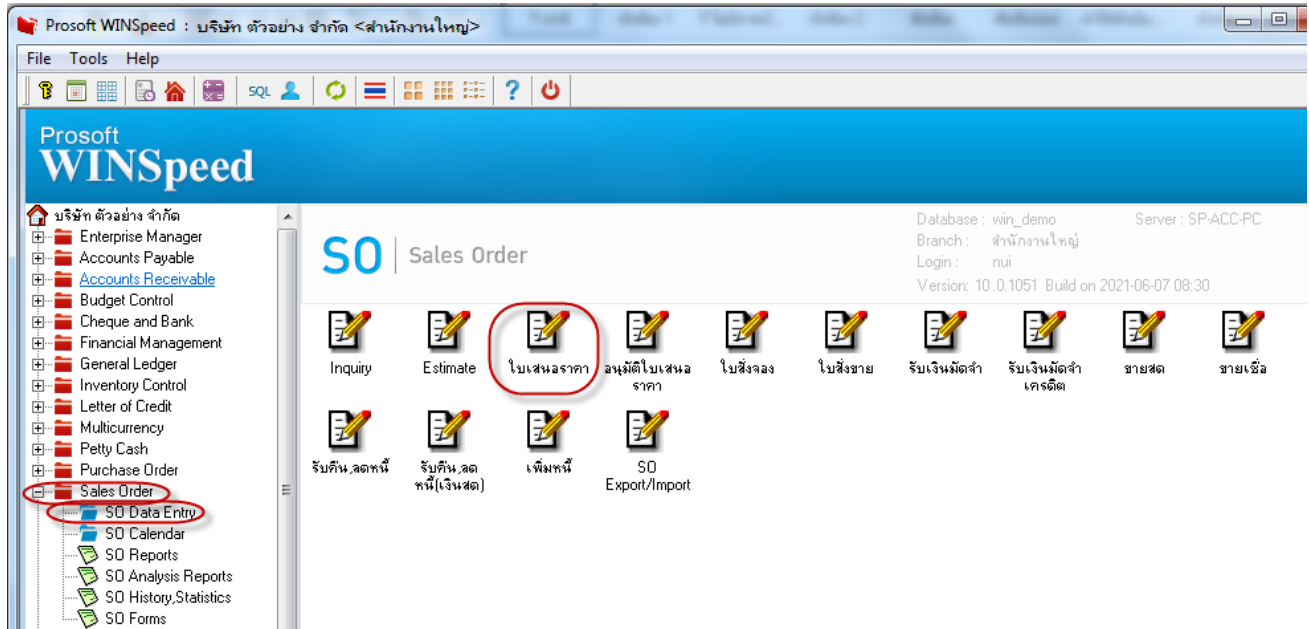 Prosoft WINSpeed : บริษัท ตัวอย่าง จำกัด <สำนักงานใหญ่>
File Tools Help
SQL
Prosoft
WINSpeed
บริษัท ตัวอย่าง จำกัด
Enterprise Manager
Accounts Payable
Accounts Receivable
Budget Control
Cheque and Bank
Financial Management
General Ledger
Inventory Control
Letter of Credit
Multicurrency
Petty Cash
Purchase Order
Sales Order
SO Data Entry
SO Calendar
SO Reports
SO Analysis Reports
SO History,Statistics
SO Forms
SO Sales Order
Database : win_demo Server : SP-ACC-PC
Branch : สำนักงานใหญ่
Login : nui
Version: 10.0.1051 Build on 2021-06-07 08:30
Inquiry Estimate ใบเสนอราคา อนุมัติใบเสนอ ใบสั่งจอง ใบสั่งขาย รับเงินมัดจำ รับเงินมัดจำ ขายสด ขายเชื่อ
ราคา เครดิต
รับคืน,ลดหนี้ รับคืน,ลด เพิ่มหนี้ SO
หนี้(เงินสด) Export/Import